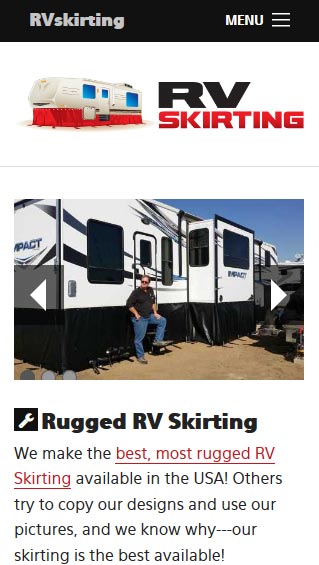 RVskirting MENU
RV
SKIRTING
IMPACT
IMPACT
Rugged RV Skirting
We make the best, most rugged RV
Skirting available in the USA! Others
try to copy our designs and use our
pictures, and we know why---our
skirting is the best available!